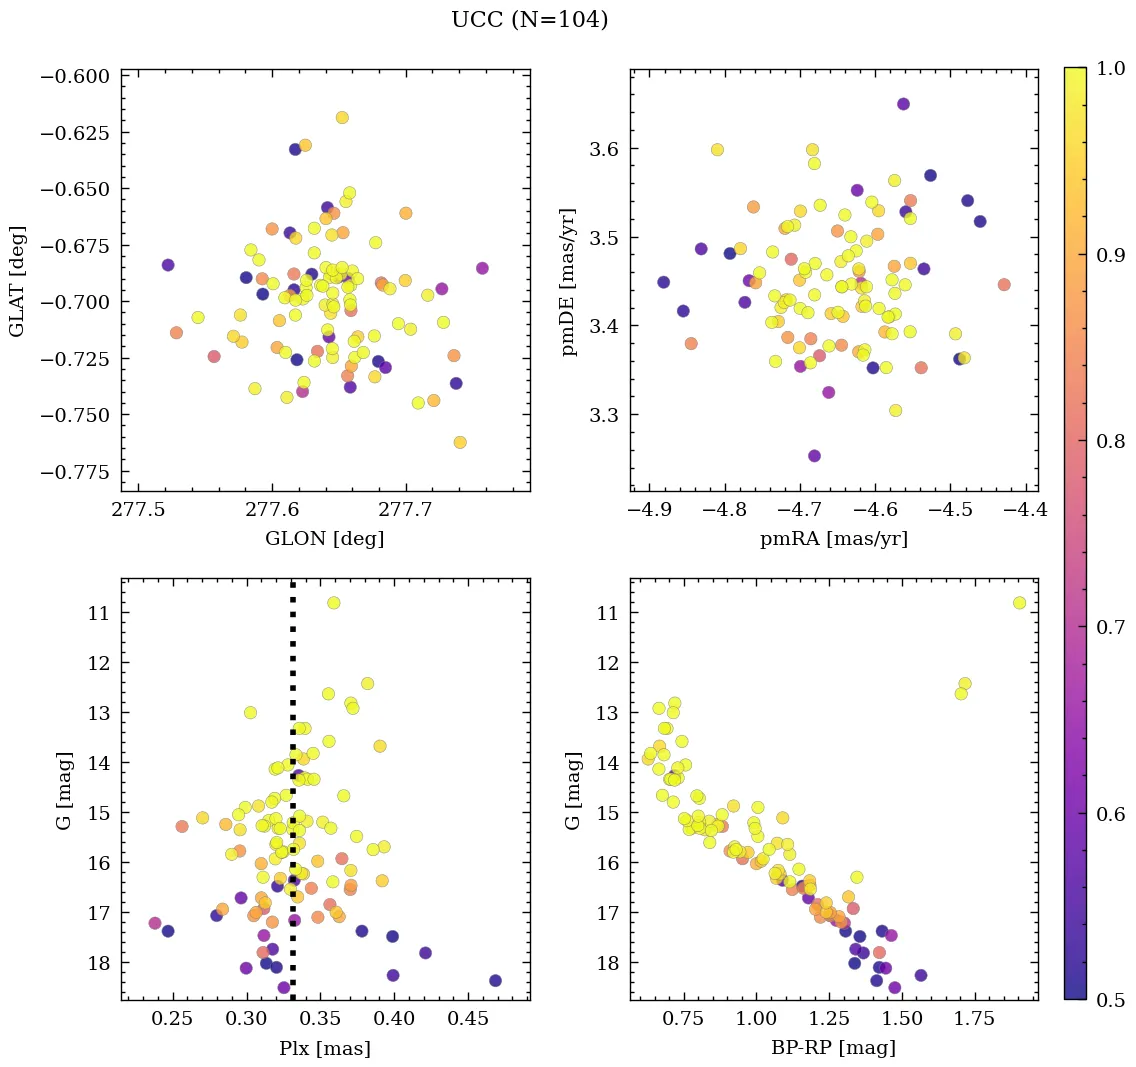 UCC (N=104)
−0.600
−0.625
−0.650
−0.675
−0.700
−0.725
−0.750
−0.775
GLAT [deg]
277.5 277.6 277.7
GLON [deg]
3.6
3.5
3.4
3.3
pmDE [mas/yr]
−4.9 −4.8 −4.7 −4.6 −4.5 −4.4
pmRA [mas/yr]
11
12
13
14
15
16
17
18
G [mag]
0.25 0.30 0.35 0.40 0.45
Plx [mas]
11
12
13
14
15
16
17
18
G [mag]
0.75 1.00 1.25 1.50 1.75
BP-RP [mag]
1.0
0.9
0.8
0.7
0.6
0.5